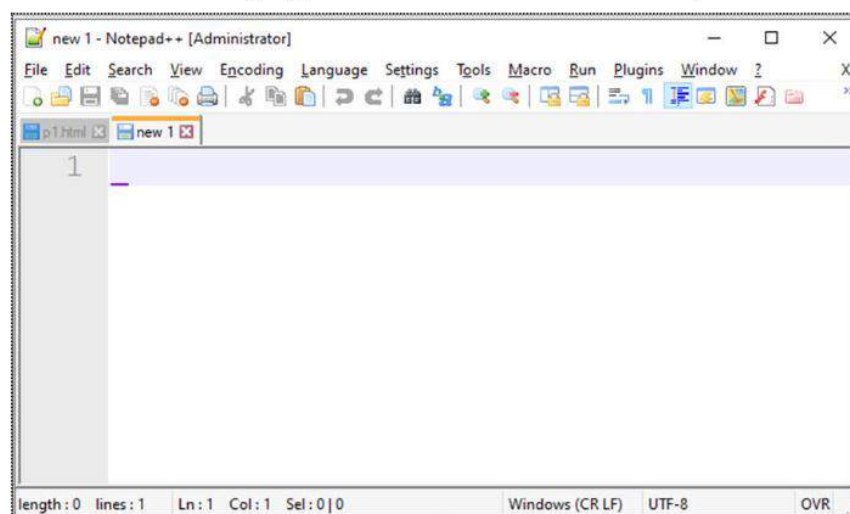 new 1 - Notepad++ [Administrator]
File Edit Search View Encoding Language Settings Tools Macro Run Plugins Window ? X
p1.html new 1
1
length : 0 lines : 1 Ln : 1 Col : 1 Sel : 0 | 0 Windows (CR LF) UTF-8 OVR